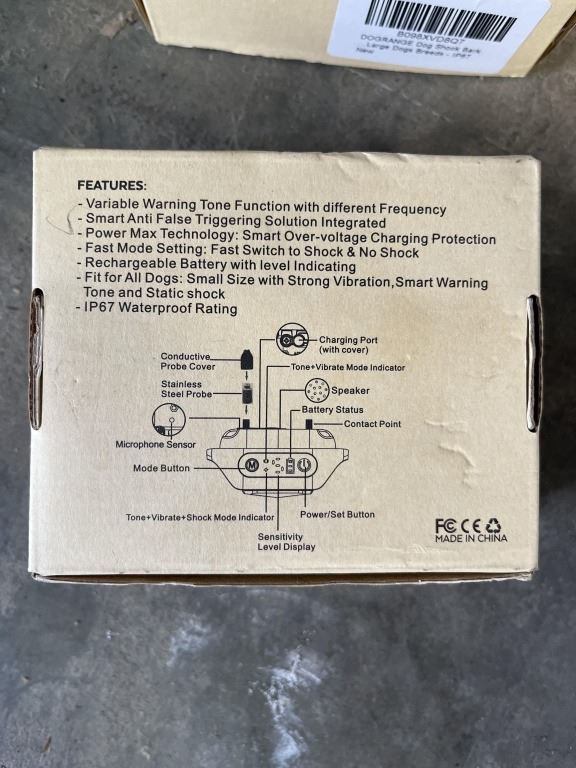 B098XVD8Q7
DOGRANGE Dog Shock Bark
Large Dogs Breeds - IP67
New
FEATURES:
- Variable Warning Tone Function with different Frequency
- Smart Anti False Triggering Solution Integrated
- Power Max Technology: Smart Over-voltage Charging Protection
- Fast Mode Setting: Fast Switch to Shock & No Shock
- Rechargeable Battery with level Indicating
- Fit for All Dogs: Small Size with Strong Vibration,Smart Warning
Tone and Static shock
- IP67 Waterproof Rating
Charging Port
(with cover)
Conductive
Probe Cover
Tone+Vibrate Mode Indicator
Stainless
Steel Probe
Speaker
Battery Status
Contact Point
Microphone Sensor
Mode Button
M
Tone+Vibrate+Shock Mode Indicator
Power/Set Button
Sensitivity
Level Display
FC CE
MADE IN CHINA